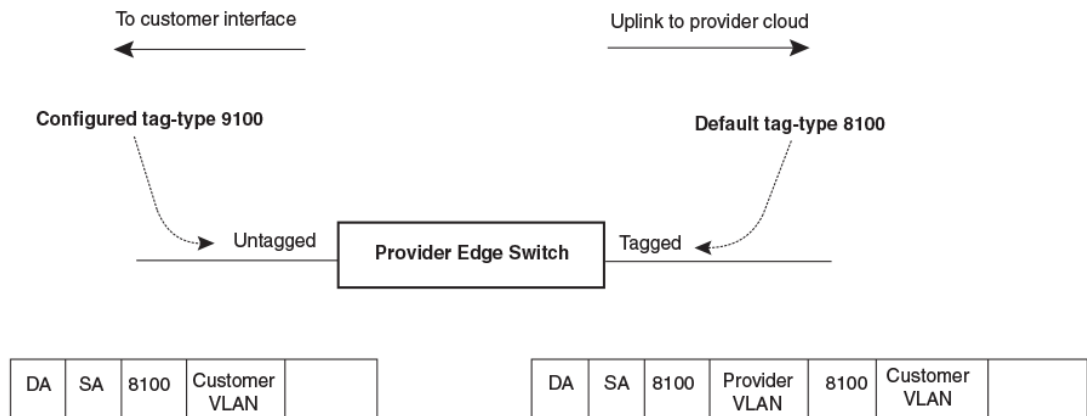 To customer interface
Uplink to provider cloud
Configured tag-type 9100
Default tag-type 8100
Untagged
Provider Edge Switch
Tagged
DA SA 8100 Customer VLAN
DA SA 8100 Provider VLAN 8100 Customer VLAN